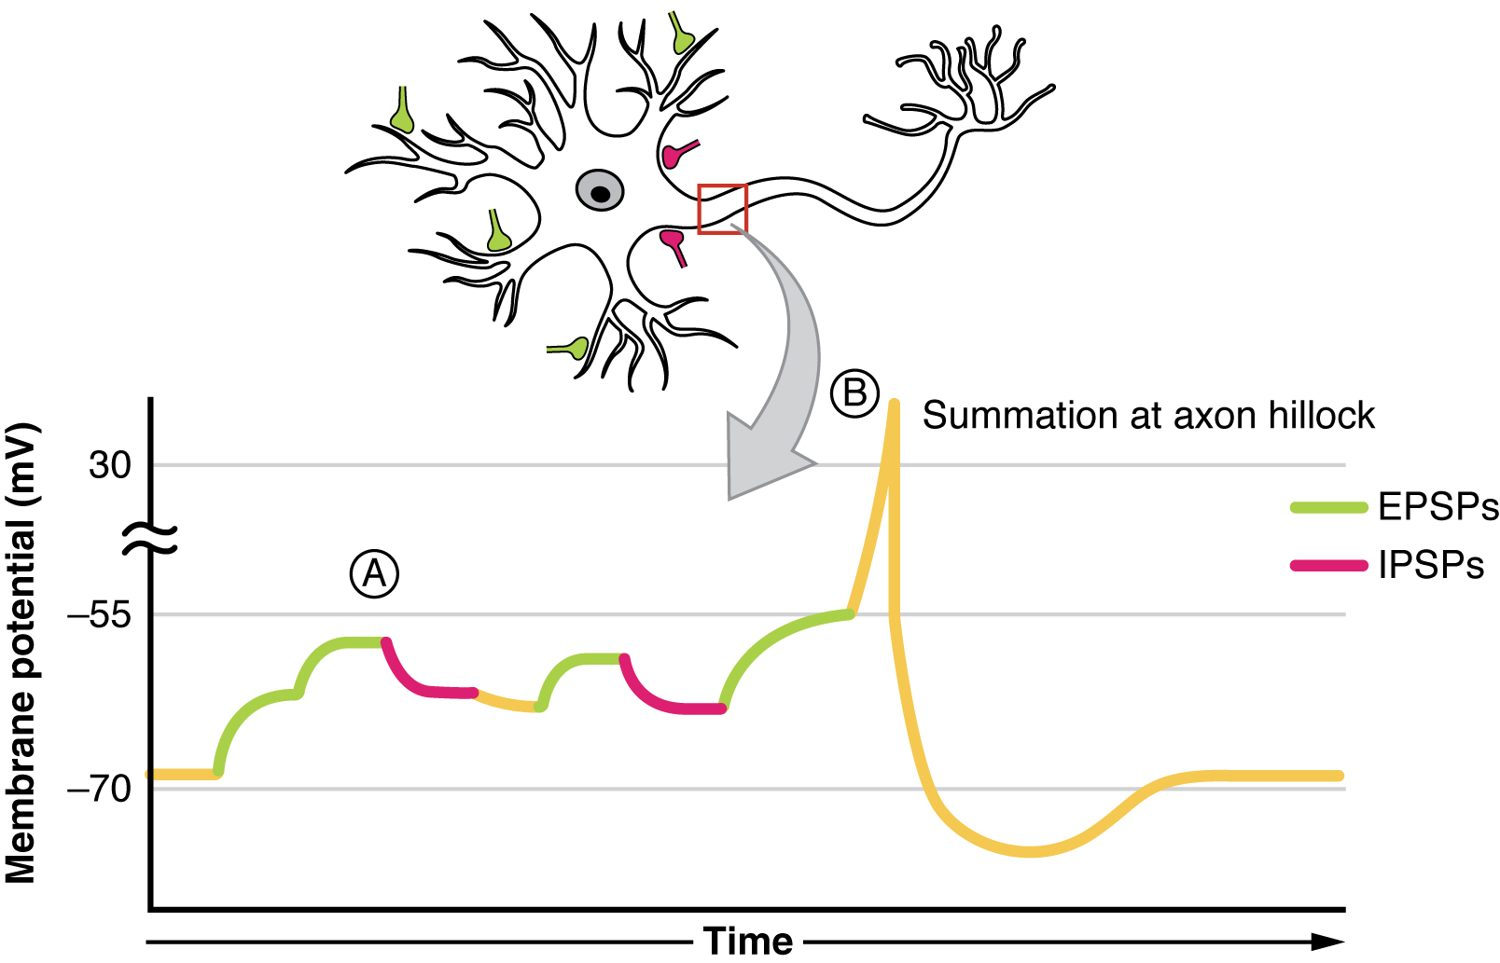 B
Summation at axon hillock
30
EPSPs
IPSPs
A
–55
–70
Membrane potential (mV)
Time